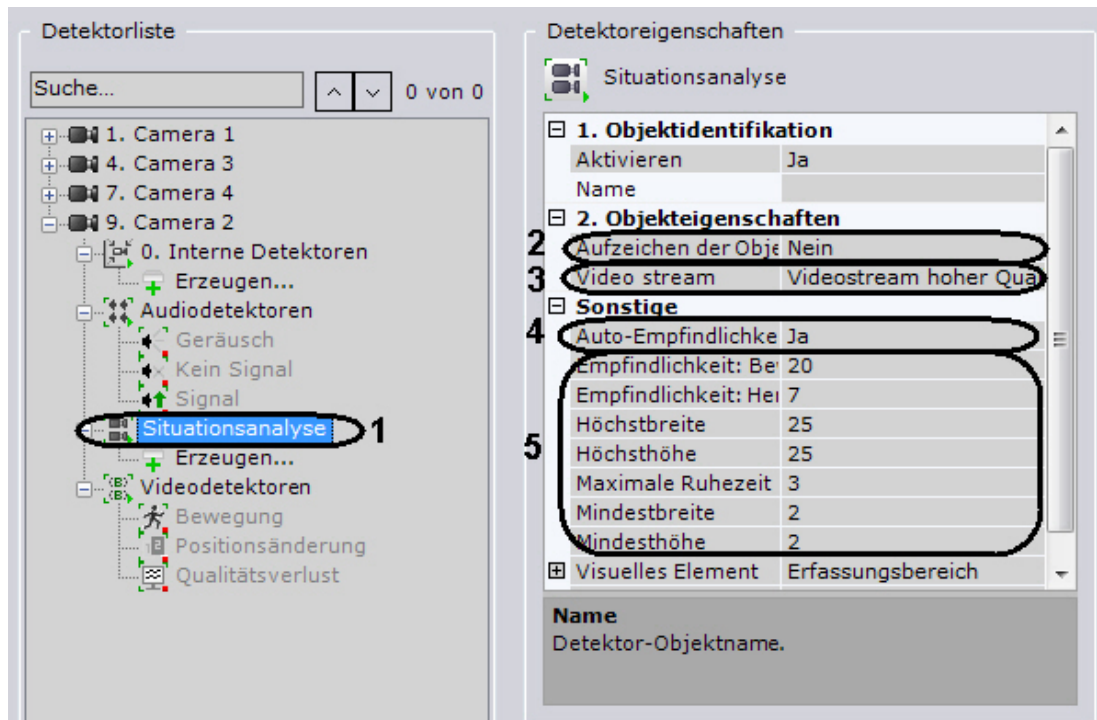 Detektorliste
Suche...
0 von 0
1. Camera 1
4. Camera 3
7. Camera 4
9. Camera 2
0. Interne Detektoren
Erzeugen...
Audiodetektoren
Geräusch
Kein Signal
Signal
Situationsanalyse 1
Erzeugen...
Videodetektoren
Bewegung
Positionsänderung
Qualitätsverlust
Detektoreigenschaften
Situationsanalyse
1. Objektidentifikation
Aktivieren Ja
Name
2. Objekteigenschaften
2 Aufzeichen der Obje Nein
3 Video stream Videostream hoher Qua
Sonstige
4 Auto-Empfindlichke Ja
Empfindlichkeit: Be 20
Empfindlichkeit: Her 7
Höchstbreite 25
5 Höchsthöhe 25
Maximale Ruhezeit 3
Mindestbreite 2
Mindesthöhe 2
Visuelles Element Erfassungsbereich
Name
Detektor-Objektname.